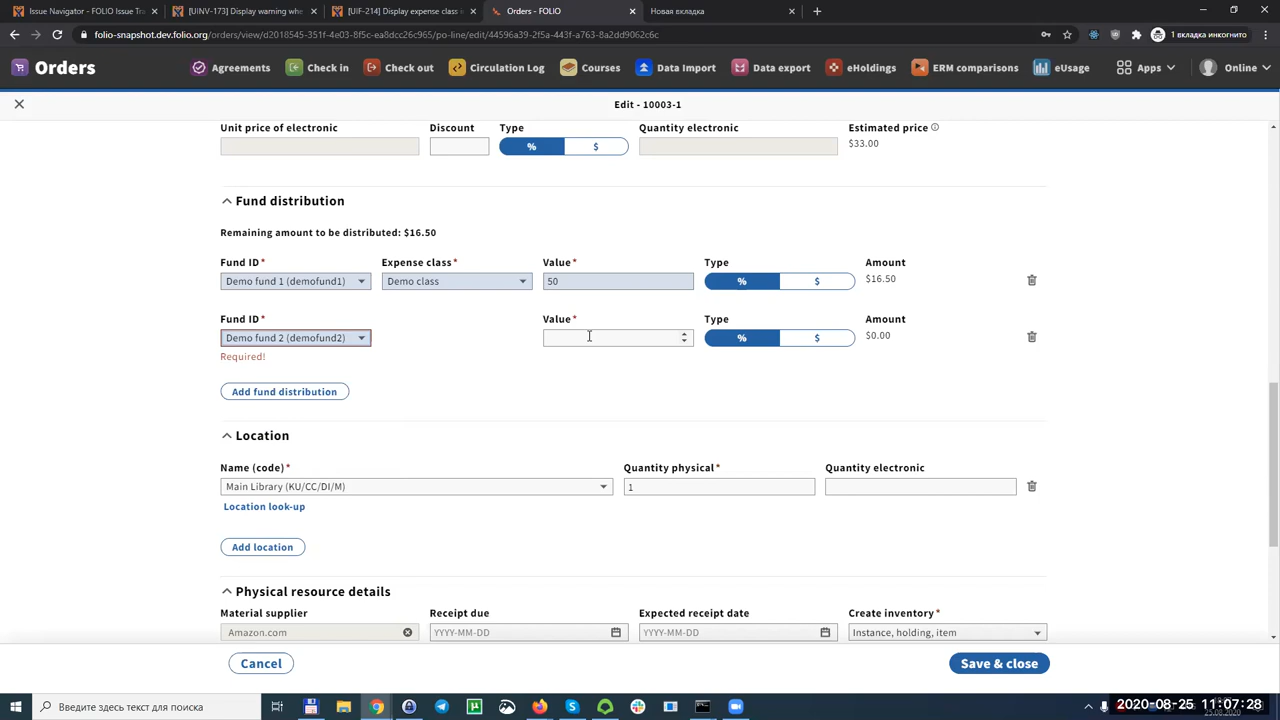 Issue Navigator - FOLIO Issue Tra
[UINV-173] Display warning whe
[UIF-214] Display expense class
Orders - FOLIO
Новая вкладка
folio-snapshot.dev.folio.org/orders/view/d2018545-351f-4e03-8f5c-ea8dcc26c965/po-line/edit/44596a39-2f5a-443f-a763-8a2dd9062c6c
1 вкладка инкогнито
Orders
Agreements
Check in
Check out
Circulation Log
Courses
Data Import
Data export
eHoldings
ERM comparisons
eUsage
Apps
Online
Edit - 10003-1
Unit price of electronic
Discount
Type
Quantity electronic
Estimated price
% $
$33.00
Fund distribution
Remaining amount to be distributed: $16.50
Fund ID* Expense class* Value* Type Amount
Demo fund 1 (demofund1) Demo class 50 % $ $16.50
Fund ID* Value* Type Amount
Demo fund 2 (demofund2) % $ $0.00
Required!
Add fund distribution
Location
Name (code)* Quantity physical* Quantity electronic
Main Library (KU/CC/DI/M) 1
Location look-up
Add location
Physical resource details
Material supplier Receipt due Expected receipt date Create inventory*
Amazon.com YYYY-MM-DD YYYY-MM-DD Instance, holding, item
Cancel
Save & close
Введите здесь текст для поиска
2020-08-25 11:07:28